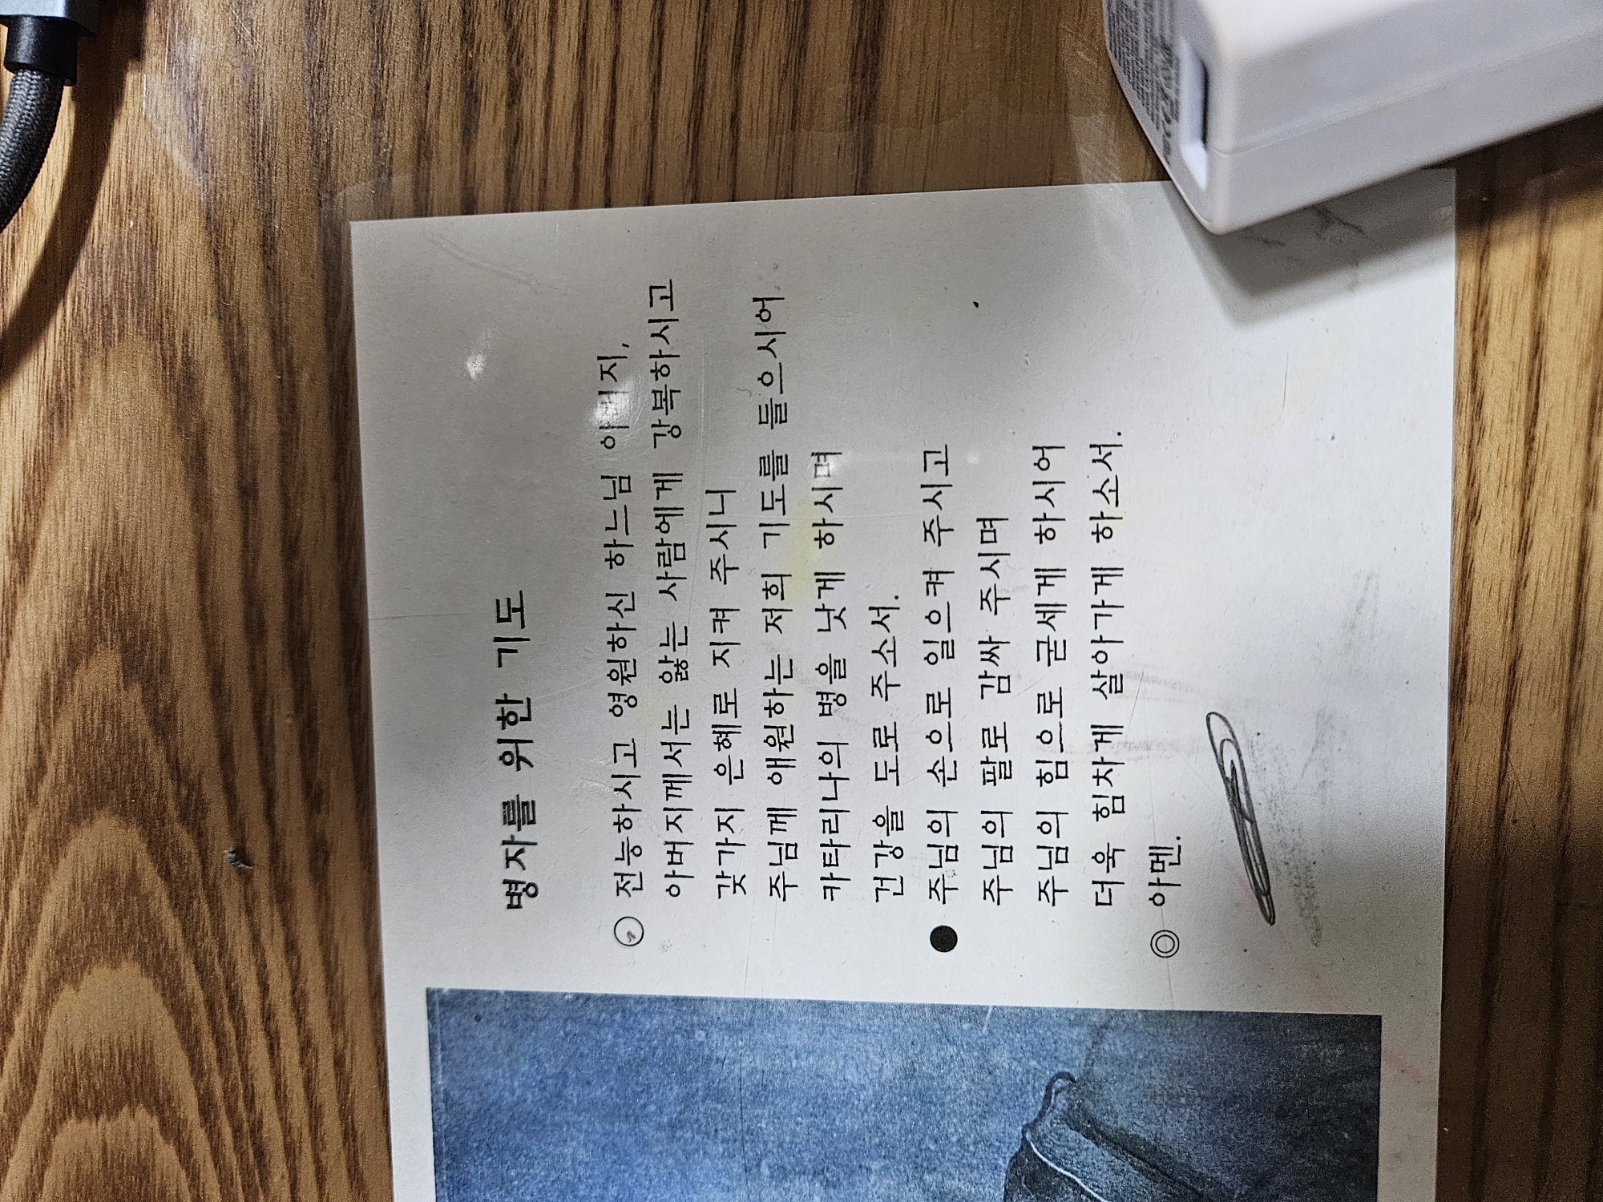 병자를 위한 기도
○ 전능하시고 영원하신 하느님 아버지,
아버지께서는 앓는 사람에게 강복하시고
갖가지 은혜로 지켜 주시니
주님께 애원하는 저희 기도를 들으시어
카타리나의 병을 낫게 하시며
건강을 도로 주소서.
● 주님의 손으로 일으켜 주시고
주님의 팔로 감싸 주시며
주님의 힘으로 굳세게 하시어
더욱 힘차게 살아가게 하소서.
◎ 아멘.